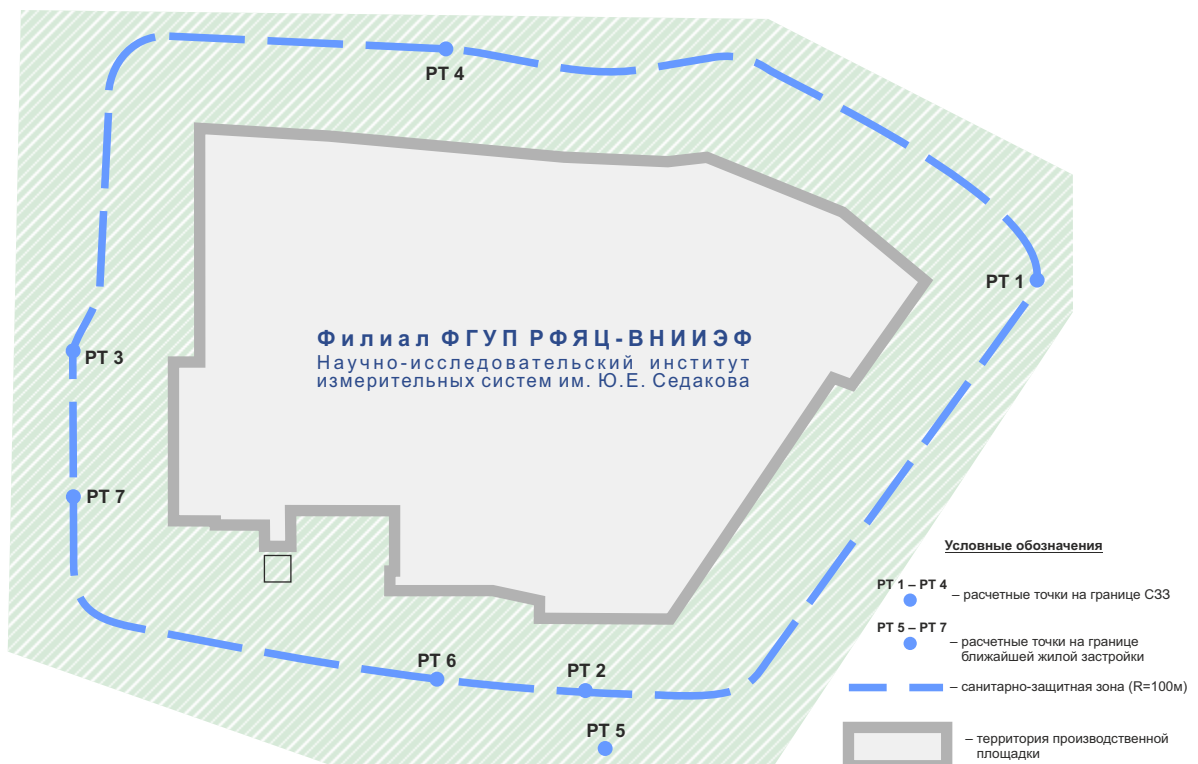 РТ 4
РТ 1
Филиал ФГУП РФЯЦ-ВНИИЭФ
Научно-исследовательский институт
измерительных систем им. Ю.Е. Седакова
РТ 3
РТ 7
РТ 6
РТ 2
РТ 5
Условные обозначения
РТ 1 – РТ 4
– расчетные точки на границе СЗЗ
РТ 5 – РТ 7
– расчетные точки на границе
ближайшей жилой застройки
– санитарно-защитная зона (R=100м)
– территория производственной
площадки